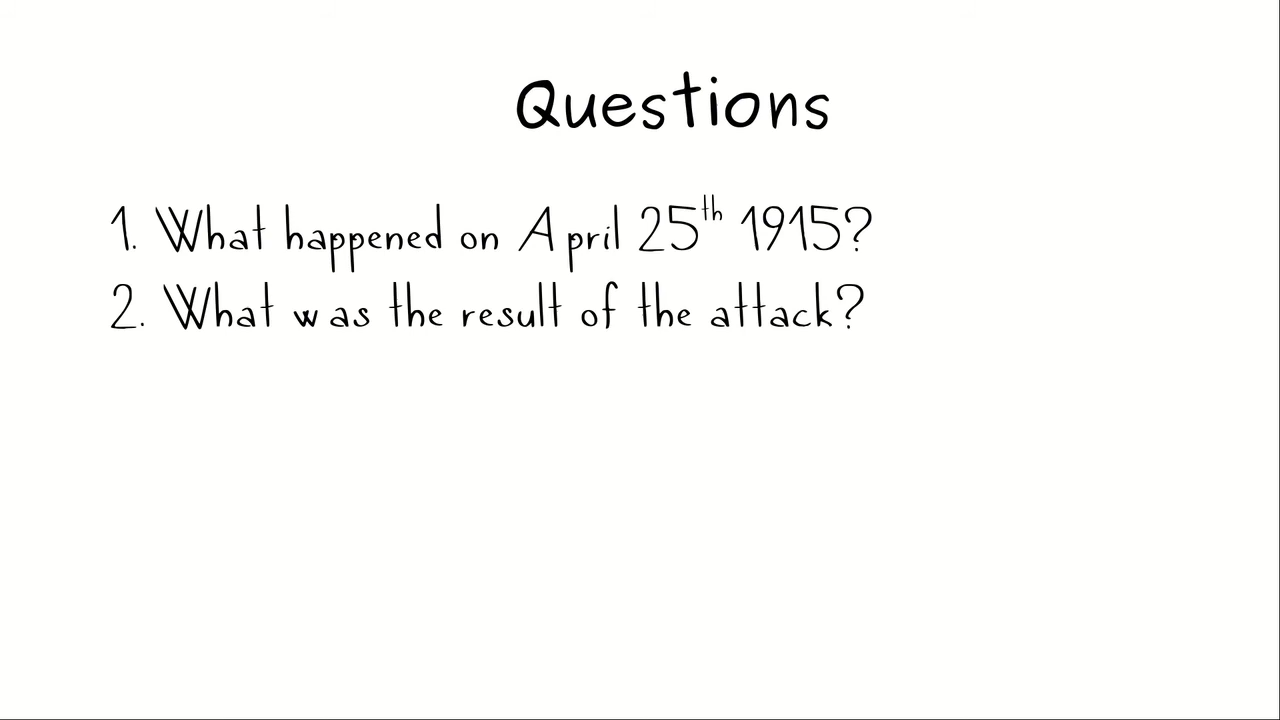 Questions
1. What happened on April 25th 1915?
2. What was the result of the attack?